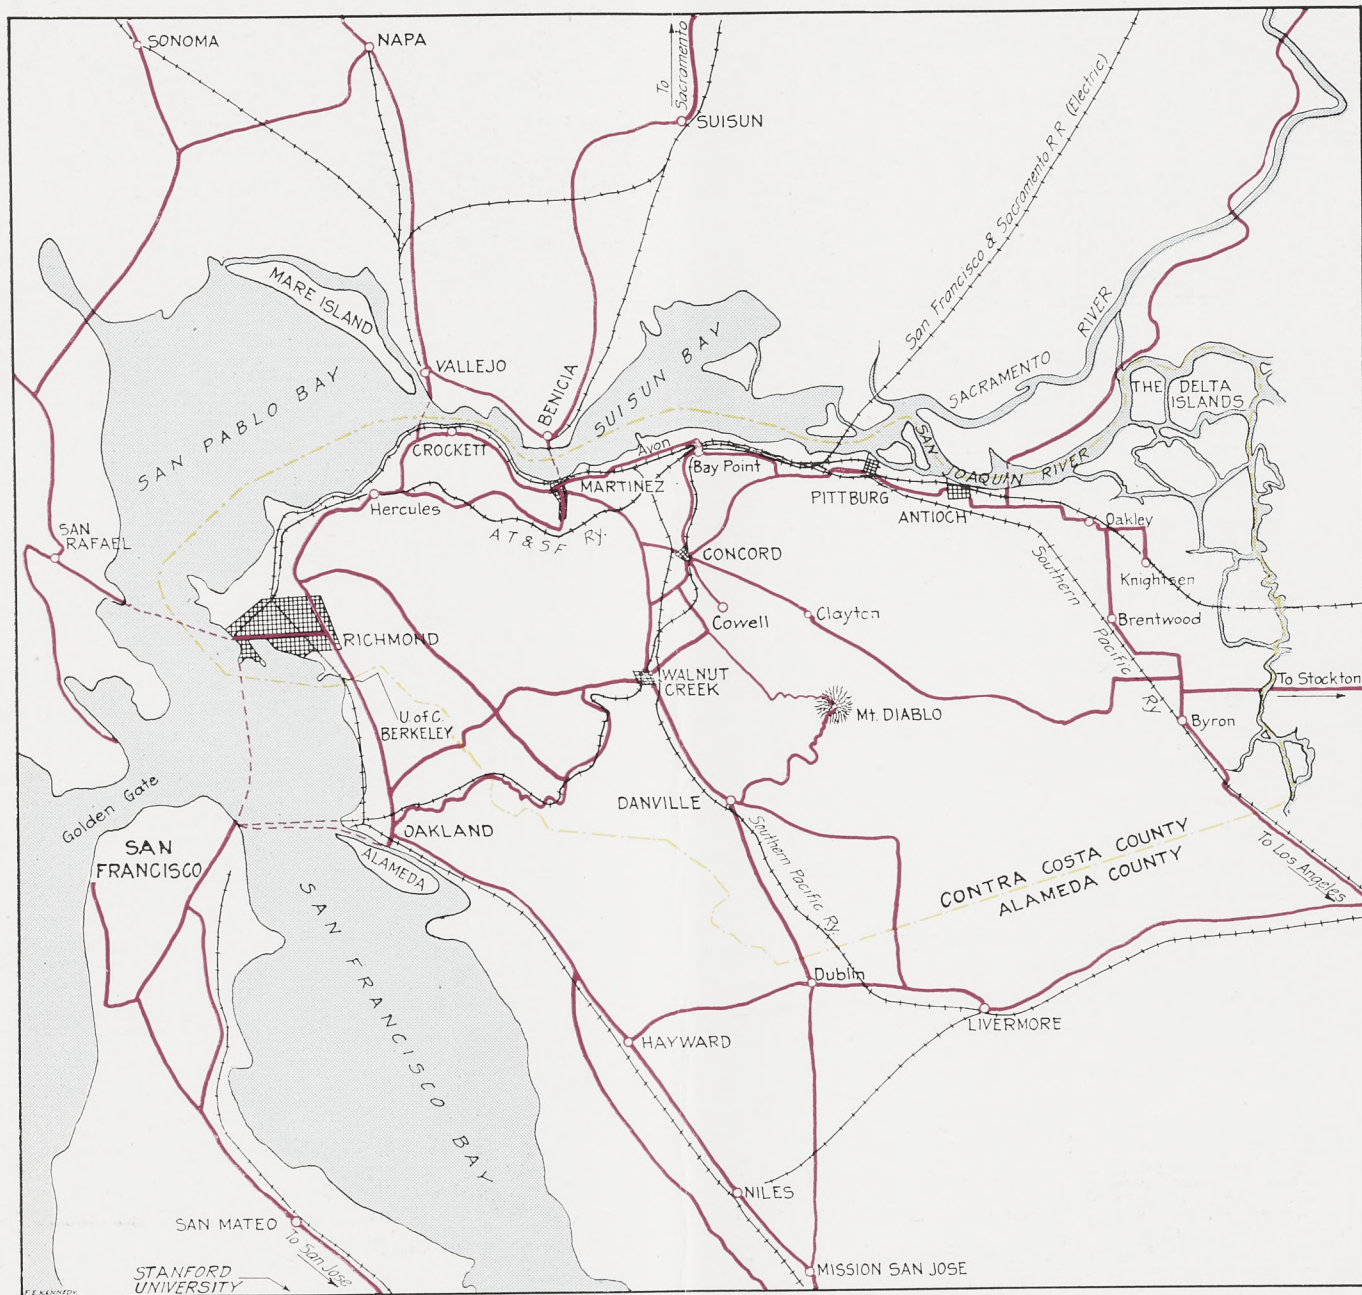 SONOMA
NAPA
To
Sacramento
SUISUN
San Francisco & Sacramento R.R. (Electric)
MARE ISLAND
VALLEJO
BENICIA
SUISUN BAY
SACRAMENTO RIVER
THE DELTA
ISLANDS
SAN PABLO BAY
CROCKETT
Avon
Bay Point
MARTINEZ
SAN JOAQUIN RIVER
PITTBURG
ANTIOCH
Hercules
AT & SF Ry.
Oakley
SAN
RAFAEL
CONCORD
Southern Pacific Ry
Knightsen
Cowell
Clayton
Brentwood
RICHMOND
WALNUT
CREEK
To Stockton
U. of C.
BERKELEY
Mt. DIABLO
Byron
Golden Gate
DANVILLE
OAKLAND
SAN
FRANCISCO
ALAMEDA
Southern Pacific Ry.
CONTRA COSTA COUNTY
ALAMEDA COUNTY
To Los Angeles
SAN FRANCISCO BAY
Dublin
LIVERMORE
HAYWARD
NILES
SAN MATEO
To San Jose
MISSION SAN JOSE
STANFORD
UNIVERSITY
F.E. KENNEDY